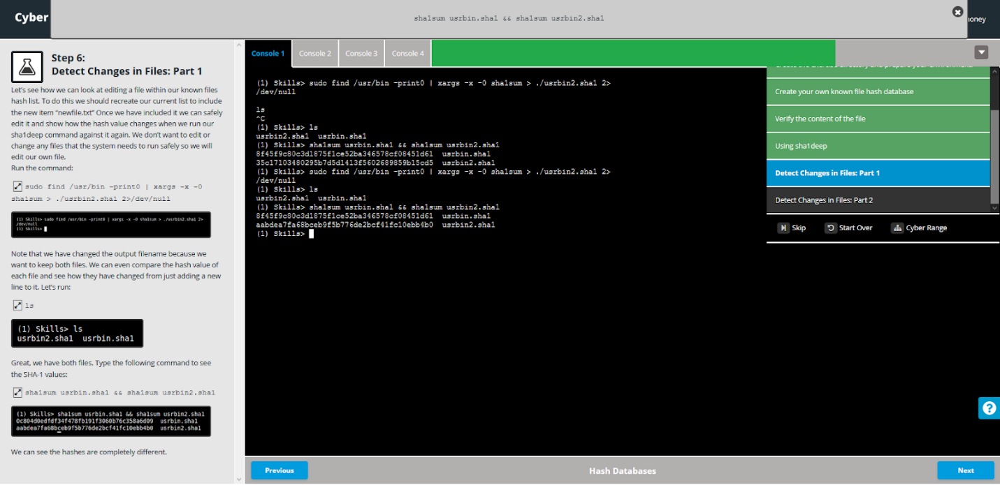 Cyber
sha1sum usrbin.sha1 && sha1sum usrbin2.sha1
Step 6:
Detect Changes in Files: Part 1
Let's see how we can look at editing a file within our known files
hash list. To do this we should recreate our current list to include
the new item "newfile.txt" Once we have included it we can safely
edit it and show how the hash value changes when we run our
sha1deep command against it again. We don't want to edit or
change any files that the system needs to run safely so we will
edit our own file.
Run the command:
sudo find /usr/bin -print0 | xargs -x -0
sha1sum > ./usrbin2.sha1 2>/dev/null
(1) Skills> sudo find /usr/bin -print0 | xargs -x -0 sha1sum > ./usrbin2.sha1 2>
/dev/null
(1) Skills>
Note that we have changed the output filename because we
want to keep both files. We can even compare the hash value of
each file and see how they have changed from just adding a new
line to it. Let's run:
ls
(1) Skills> ls
usrbin2.sha1 usrbin.sha1
Great, we have both files. Type the following command to see
the SHA-1 values:
sha1sum usrbin.sha1 && sha1sum usrbin2.sha1
(1) Skills> sha1sum usrbin.sha1 && sha1sum usrbin2.sha1
0c804d0edfdf34f478fb191f3060b76c358a6d09 usrbin.sha1
aabdea7fa68bceb9f5b776de2bcf41fc10ebb4b0 usrbin2.sha1
We can see the hashes are completely different.
Console 1
Console 2
Console 3
Console 4
(1) Skills> sudo find /usr/bin -print0 | xargs -x -0 sha1sum > ./usrbin2.sha1 2>
/dev/null
ls
^C
(1) Skills> ls
usrbin2.sha1 usrbin.sha1
(1) Skills> sha1sum usrbin.sha1 && sha1sum usrbin2.sha1
8f45f9c80c3d1875f1ce52ba346578cf08451d61 usrbin.sha1
35c17103480295b7d5d1413f5602689859b15cd5 usrbin2.sha1
(1) Skills> sudo find /usr/bin -print0 | xargs -x -0 sha1sum > ./usrbin2.sha1 2>
/dev/null
(1) Skills> ls
usrbin2.sha1 usrbin.sha1
(1) Skills> sha1sum usrbin.sha1 && sha1sum usrbin2.sha1
8f45f9c80c3d1875f1ce52ba346578cf08451d61 usrbin.sha1
aabdea7fa68bceb9f5b776de2bcf41fc10ebb4b0 usrbin2.sha1
(1) Skills>
Create your own known file hash database
Verify the content of the file
Using sha1deep
Detect Changes in Files: Part 1
Detect Changes in Files: Part 2
Skip
Start Over
Cyber Range
?
Previous
Hash Databases
Next